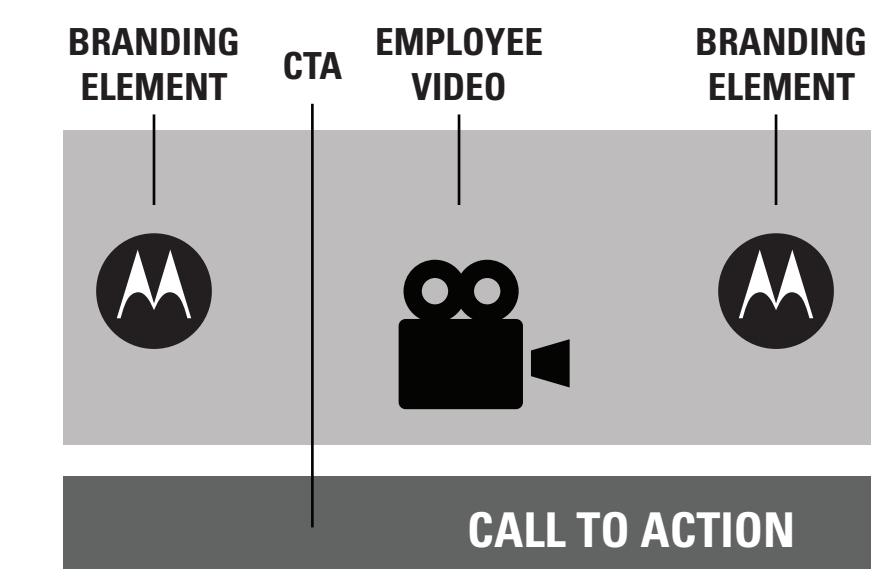 BRANDING
ELEMENT
CTA
EMPLOYEE
VIDEO
BRANDING
ELEMENT
CALL TO ACTION